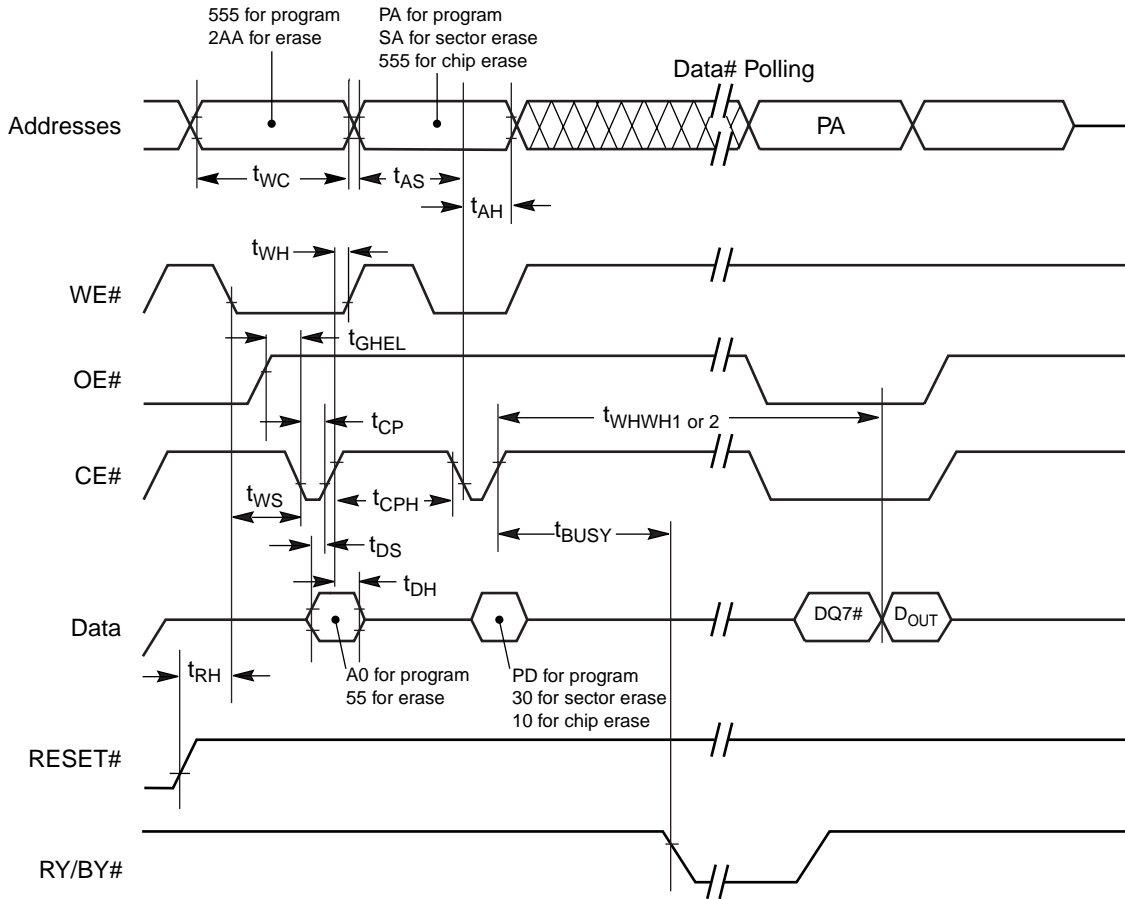 555 for program
2AA for erase
PA for program
SA for sector erase
555 for chip erase
Data# Polling
Addresses
PA
tWC
tAS
tAH
tWH
WE#
tGHEL
OE#
tWHWH1 or 2
tCP
CE#
tWS
tCPH
tBUSY
tDS
tDH
Data
DQ7#
DOUT
tRH
A0 for program
55 for erase
PD for program
30 for sector erase
10 for chip erase
RESET#
RY/BY#